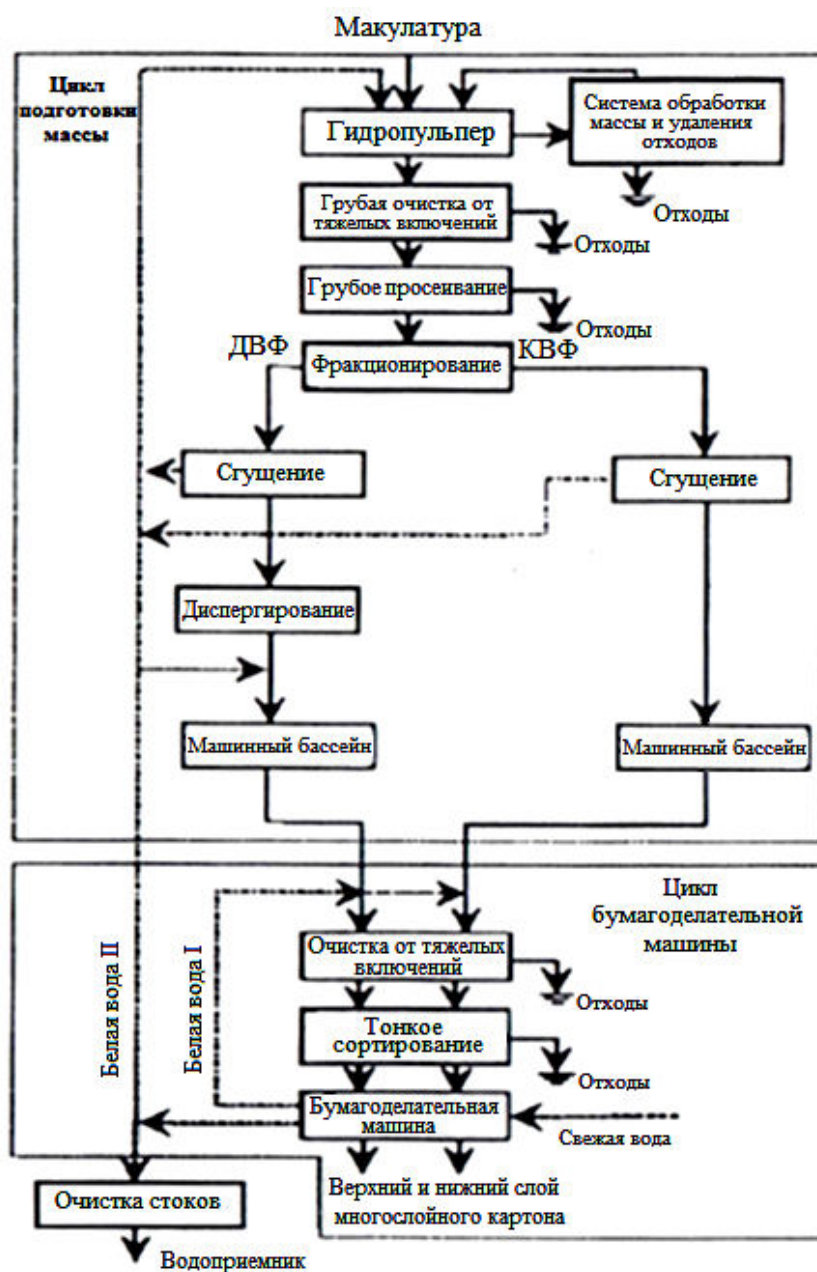 Макулатура
Цикл
подготовки
массы
Гидропульпер
Система обработки
массы и удаления
отходов
Отходы
Грубая очистка от
тяжелых включений
Отходы
Грубое просеивание
Отходы
ДВФ
КВФ
Фракционирование
Сгущение
Сгущение
Диспергирование
Машинный бассейн
Машинный бассейн
Цикл
бумагоделательной
машины
Белая вода II
Белая вода I
Очистка от тяжелых
включений
Отходы
Тонкое
сортирование
Отходы
Бумагоделательная
машина
Свежая вода
Верхний и нижний слой
многослойного картона
Очистка стоков
Водоприемник